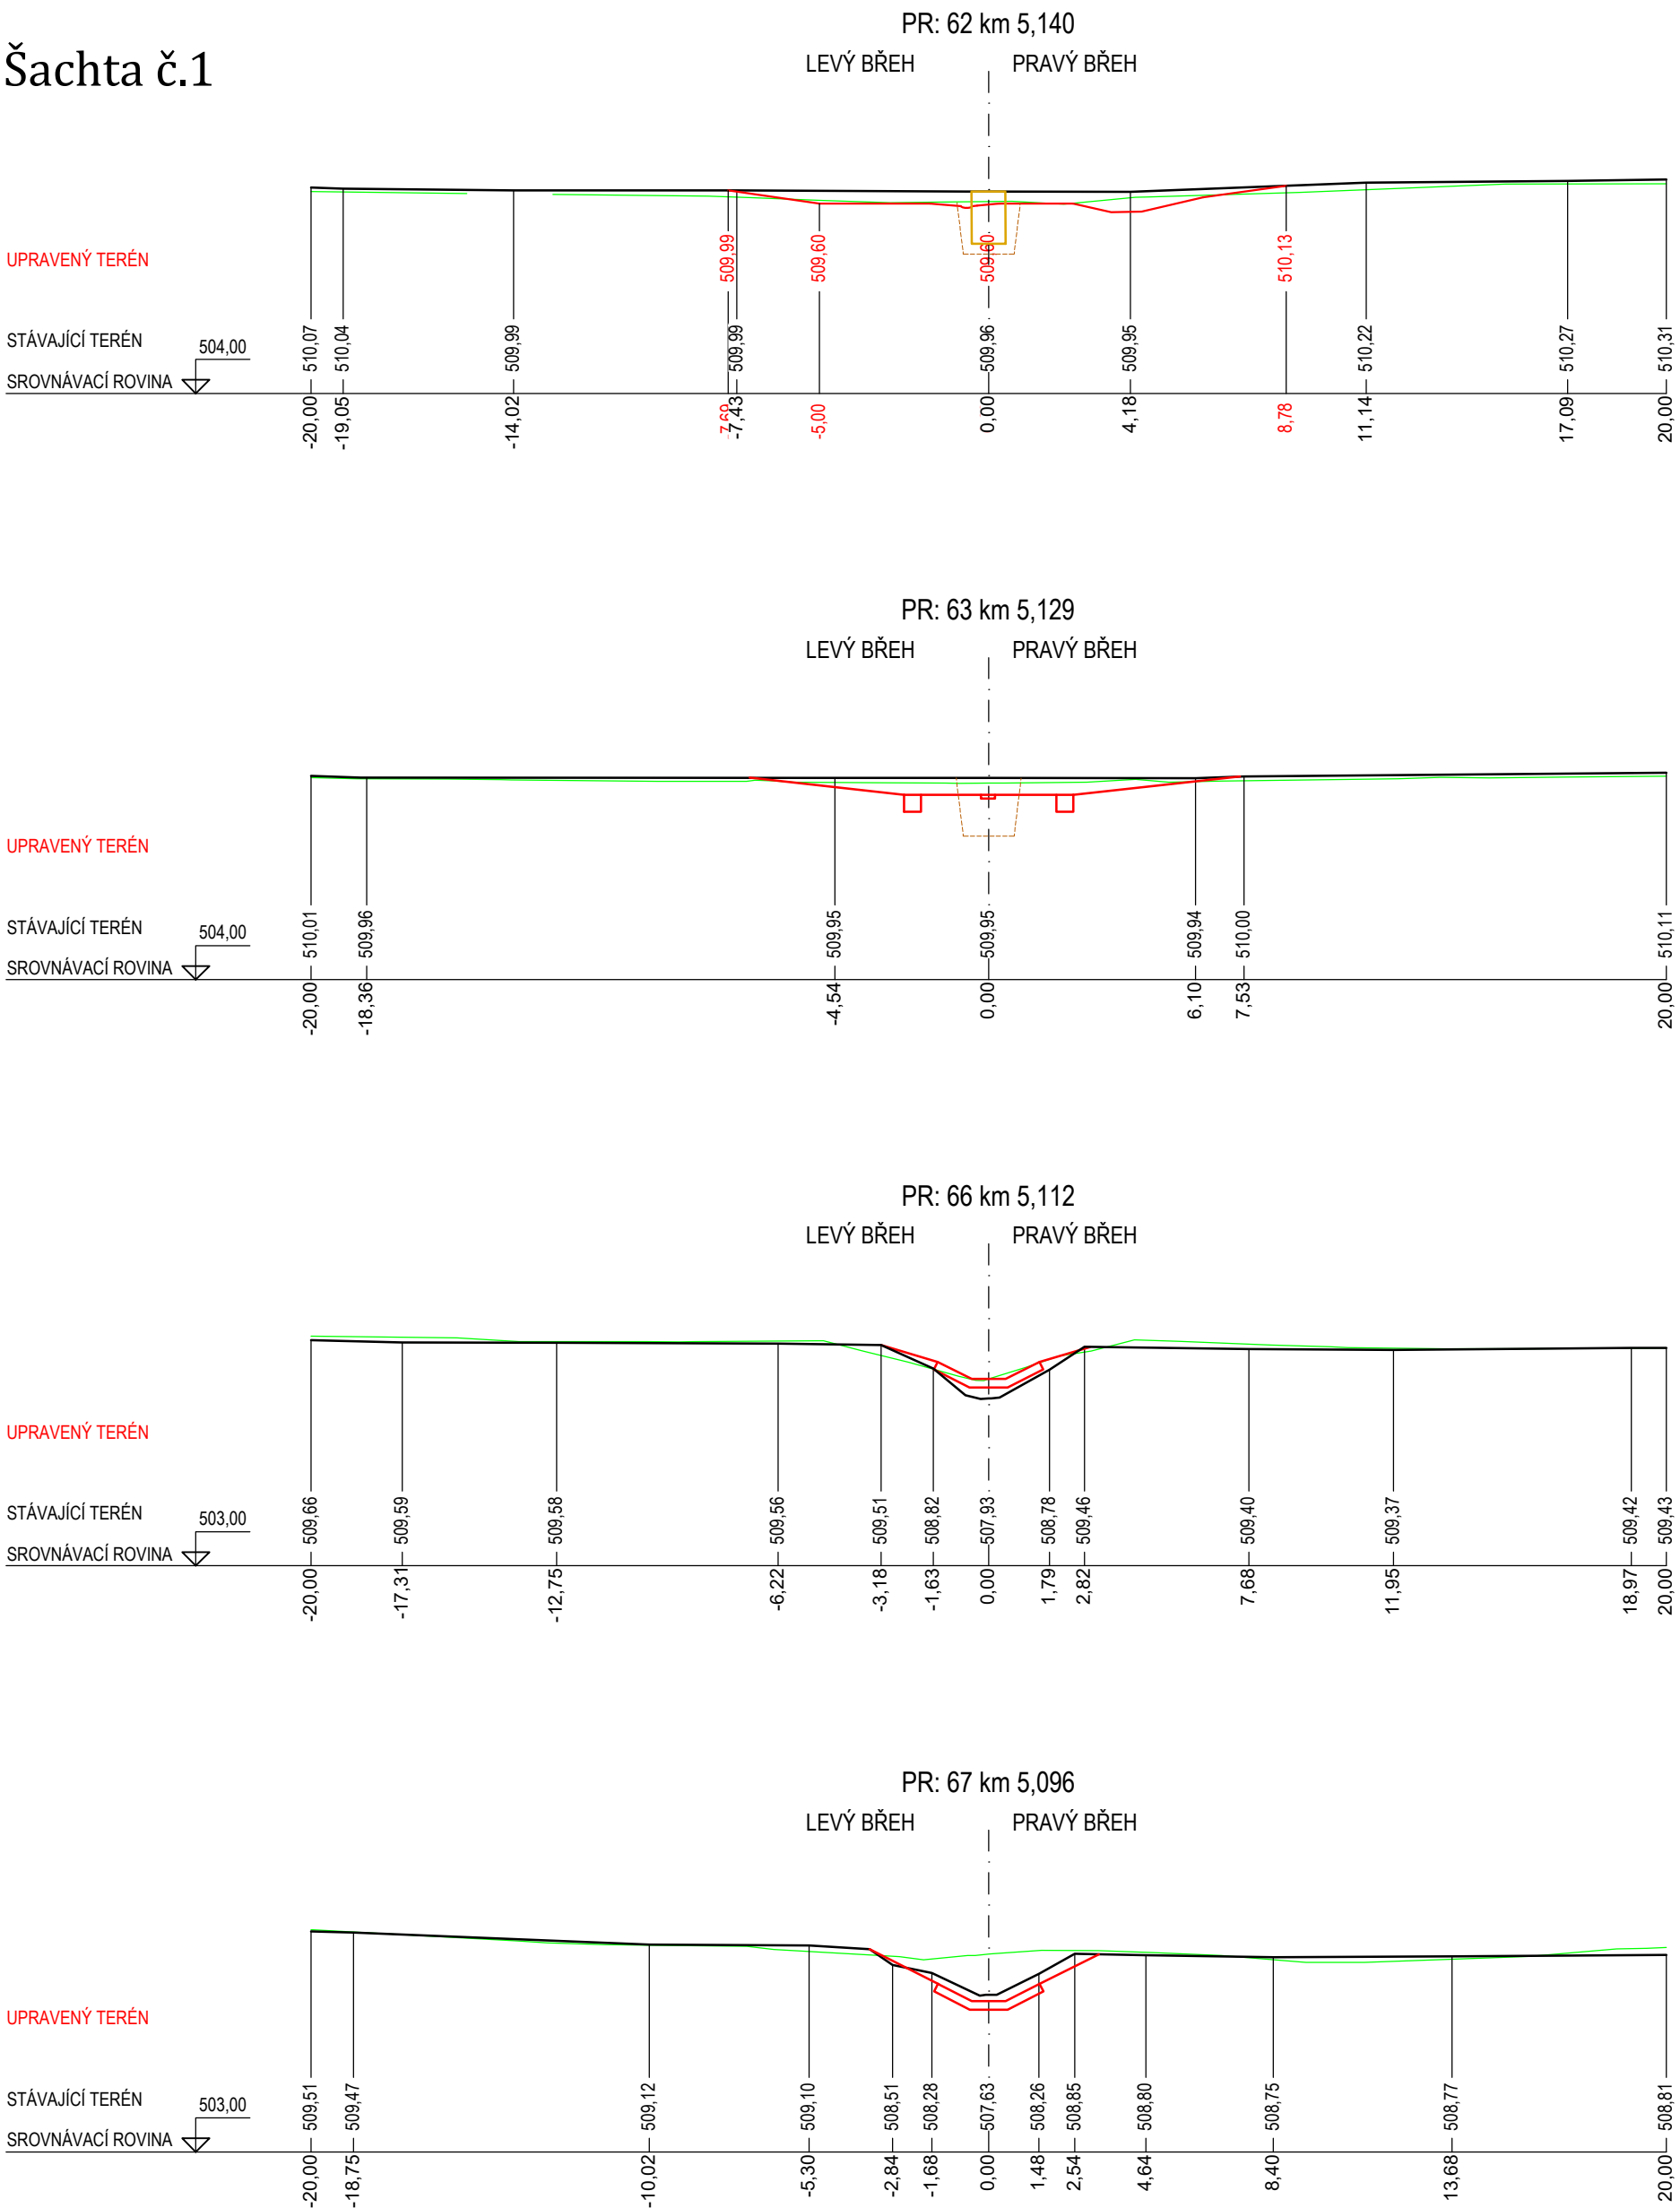 Šachta č.1
PR: 62 km 5,140
LEVÝ BŘEH PRAVÝ BŘEH
UPRAVENÝ TERÉN
509,99 509,60 509,60 510,13
STÁVAJÍCÍ TERÉN
504,00
510,07 510,04 509,99 509,99 509,96 509,95 510,22 510,27 510,31
SROVNÁVACÍ ROVINA
-20,00 -19,05 -14,02 -7,69 -7,43 -5,00 0,00 4,18 8,78 11,14 17,09 20,00
PR: 63 km 5,129
LEVÝ BŘEH PRAVÝ BŘEH
UPRAVENÝ TERÉN
STÁVAJÍCÍ TERÉN
504,00
510,01 509,96 509,95 509,95 509,94 510,00 510,11
SROVNÁVACÍ ROVINA
-20,00 -18,36 -4,54 0,00 6,10 7,53 20,00
PR: 66 km 5,112
LEVÝ BŘEH PRAVÝ BŘEH
UPRAVENÝ TERÉN
STÁVAJÍCÍ TERÉN
503,00
509,66 509,59 509,58 509,56 509,51 508,82 507,93 508,78 509,46 509,40 509,37 509,42 509,43
SROVNÁVACÍ ROVINA
-20,00 -17,31 -12,75 -6,22 -3,18 -1,63 0,00 1,79 2,82 7,68 11,95 18,97 20,00
PR: 67 km 5,096
LEVÝ BŘEH PRAVÝ BŘEH
UPRAVENÝ TERÉN
STÁVAJÍCÍ TERÉN
503,00
509,51 509,47 509,12 509,10 508,51 508,28 507,63 508,26 508,85 508,80 508,75 508,77 508,81
SROVNÁVACÍ ROVINA
-20,00 -18,75 -10,02 -5,30 -2,84 -1,68 0,00 1,48 2,54 4,64 8,40 13,68 20,00